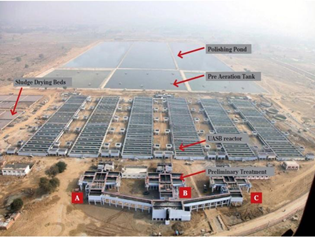 Polishing Pond
Pre Aeration Tank
Sludge Drying Beds
UASB reactor
Preliminary Treatment
A
B
C